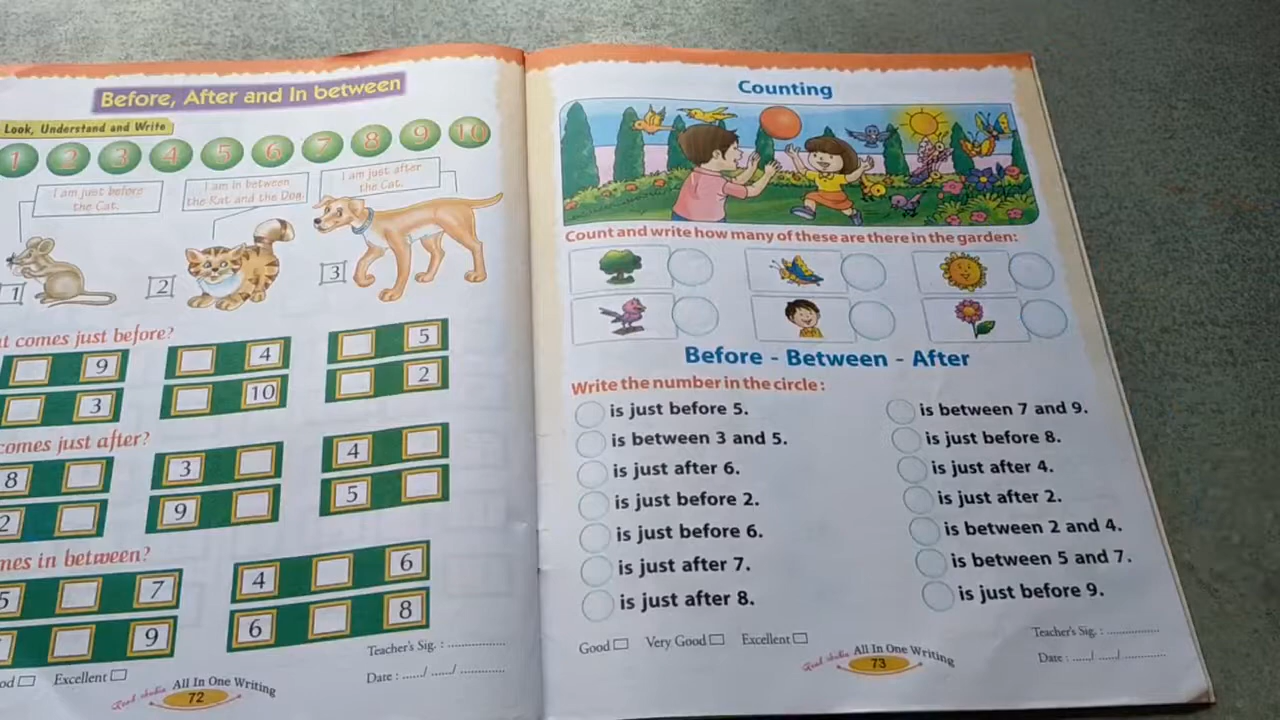 Before, After and In between
Look, Understand and Write
1 2 3 4 5 6 7 8 9 10
I am just before
the Cat.
I am in between
the Rat and the Dog.
I am just after
the Cat.
1 2 3
comes just before?
9 4 5
3 10 2
comes just after?
8 3 4
2 9 5
in between?
5 7 4 6
9 6 8
Excellent
Teacher's Sig. : ..............
Date : ....../ ....../ ............
All In One Writing
72
Counting
Count and write how many of these are there in the garden:
Before - Between - After
Write the number in the circle :
is just before 5.
is between 3 and 5.
is just after 6.
is just before 2.
is just before 6.
is just after 7.
is just after 8.
is between 7 and 9.
is just before 8.
is just after 4.
is just after 2.
is between 2 and 4.
is between 5 and 7.
is just before 9.
Good Very Good Excellent
Teacher's Sig. : ..............
Date : ....../ ....../ ............
All In One Writing
73